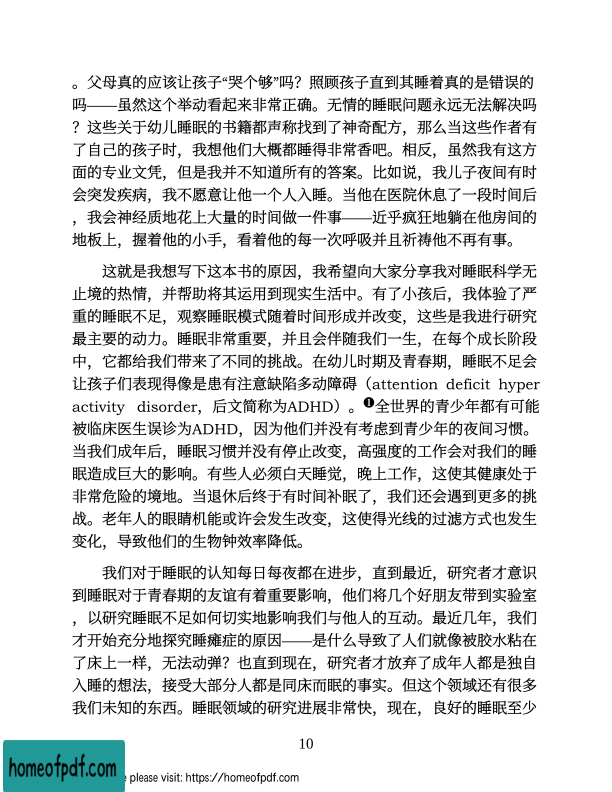 。父母真的应该让孩子“哭个够”吗？照顾孩子直到其睡着真的是错误的
吗——虽然这个举动看起来非常正确。无情的睡眠问题永远无法解决吗
？这些关于幼儿睡眠的书籍都声称找到了神奇配方，那么当这些作者有
了自己的孩子时，我想他们大概都睡得非常香吧。相反，虽然我有这方
面的专业文凭，但是我并不知道所有的答案。比如说，我儿子夜间有时
会突发疾病，我不愿意让他一个人入睡。当他在医院休息了一段时间后
，我会神经质地花上大量的时间做一件事——近乎疯狂地躺在他房间的
地板上，握着他的小手，看着他的每一次呼吸并且祈祷他不再有事。
这就是我想写下这本书的原因，我希望向大家分享我对睡眠科学无
止境的热情，并帮助将其运用到现实生活中。有了小孩后，我体验了严
重的睡眠不足，观察睡眠模式随着时间形成并改变，这些是我进行研究
最主要的动力。睡眠非常重要，并且会伴随我们一生，在每个成长阶段
中，它都给我们带来了不同的挑战。在幼儿时期及青春期，睡眠不足会
让孩子们表现得像是患有注意缺陷多动障碍（attention deficit hyper
activity disorder，后文简称为ADHD）。❶全世界的青少年都有可能
被临床医生误诊为ADHD，因为他们并没有考虑到青少年的夜间习惯。
当我们成年后，睡眠习惯并没有停止改变，高强度的工作会对我们的睡
眠造成巨大的影响。有些人必须白天睡觉，晚上工作，这使其健康处于
非常危险的境地。当退休后终于有时间补眠了，我们还会遇到更多的挑
战。老年人的眼睛机能或许会发生改变，这使得光线的过滤方式也发生
变化，导致他们的生物钟效率降低。
我们对于睡眠的认知每日每夜都在进步，直到最近，研究者才意识
到睡眠对于青春期的友谊有着重要影响，他们将几个好朋友带到实验室
，以研究睡眠不足如何切实地影响我们与他人的互动。最近几年，我们
才开始充分地探究睡瘫症的原因——是什么导致了人们就像被胶水粘在
了床上一样，无法动弹？也直到现在，研究者才放弃了成年人都是独自
入睡的想法，接受大部分人都是同床而眠的事实。但这个领域还有很多
我们未知的东西。睡眠领域的研究进展非常快，现在，良好的睡眠至少
10
homeofpdf.com
e please visit: https://homeofpdf.com